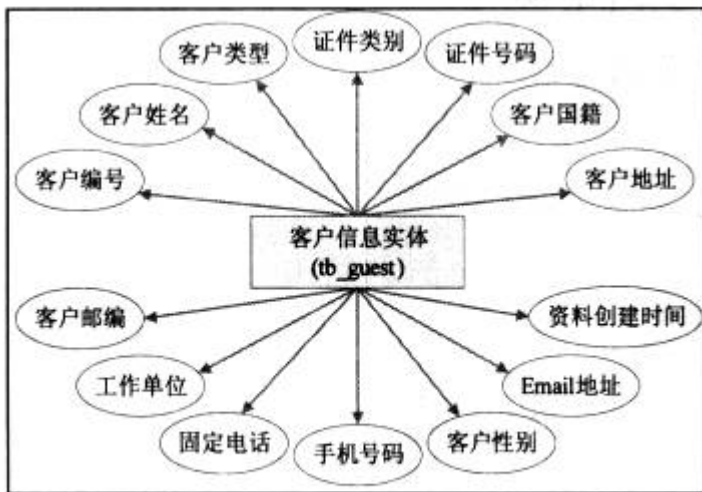 证件类别
客户类型
证件号码
客户姓名
客户国籍
客户编号
客户地址
客户信息实体
(tb_guest)
客户邮编
资料创建时间
工作单位
Email地址
固定电话
手机号码
客户性别